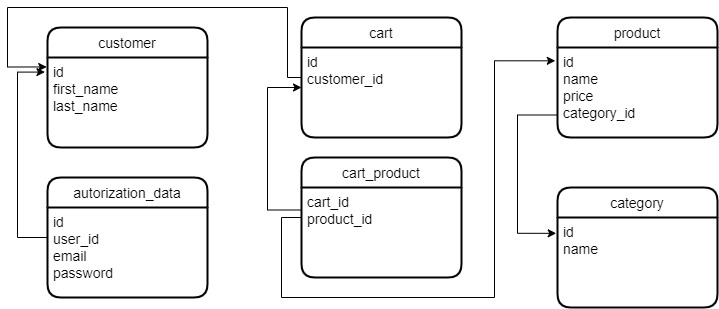 customer
id
first_name
last_name
autorization_data
id
user_id
email
password
cart
id
customer_id
cart_product
cart_id
product_id
product
id
name
price
category_id
category
id
name